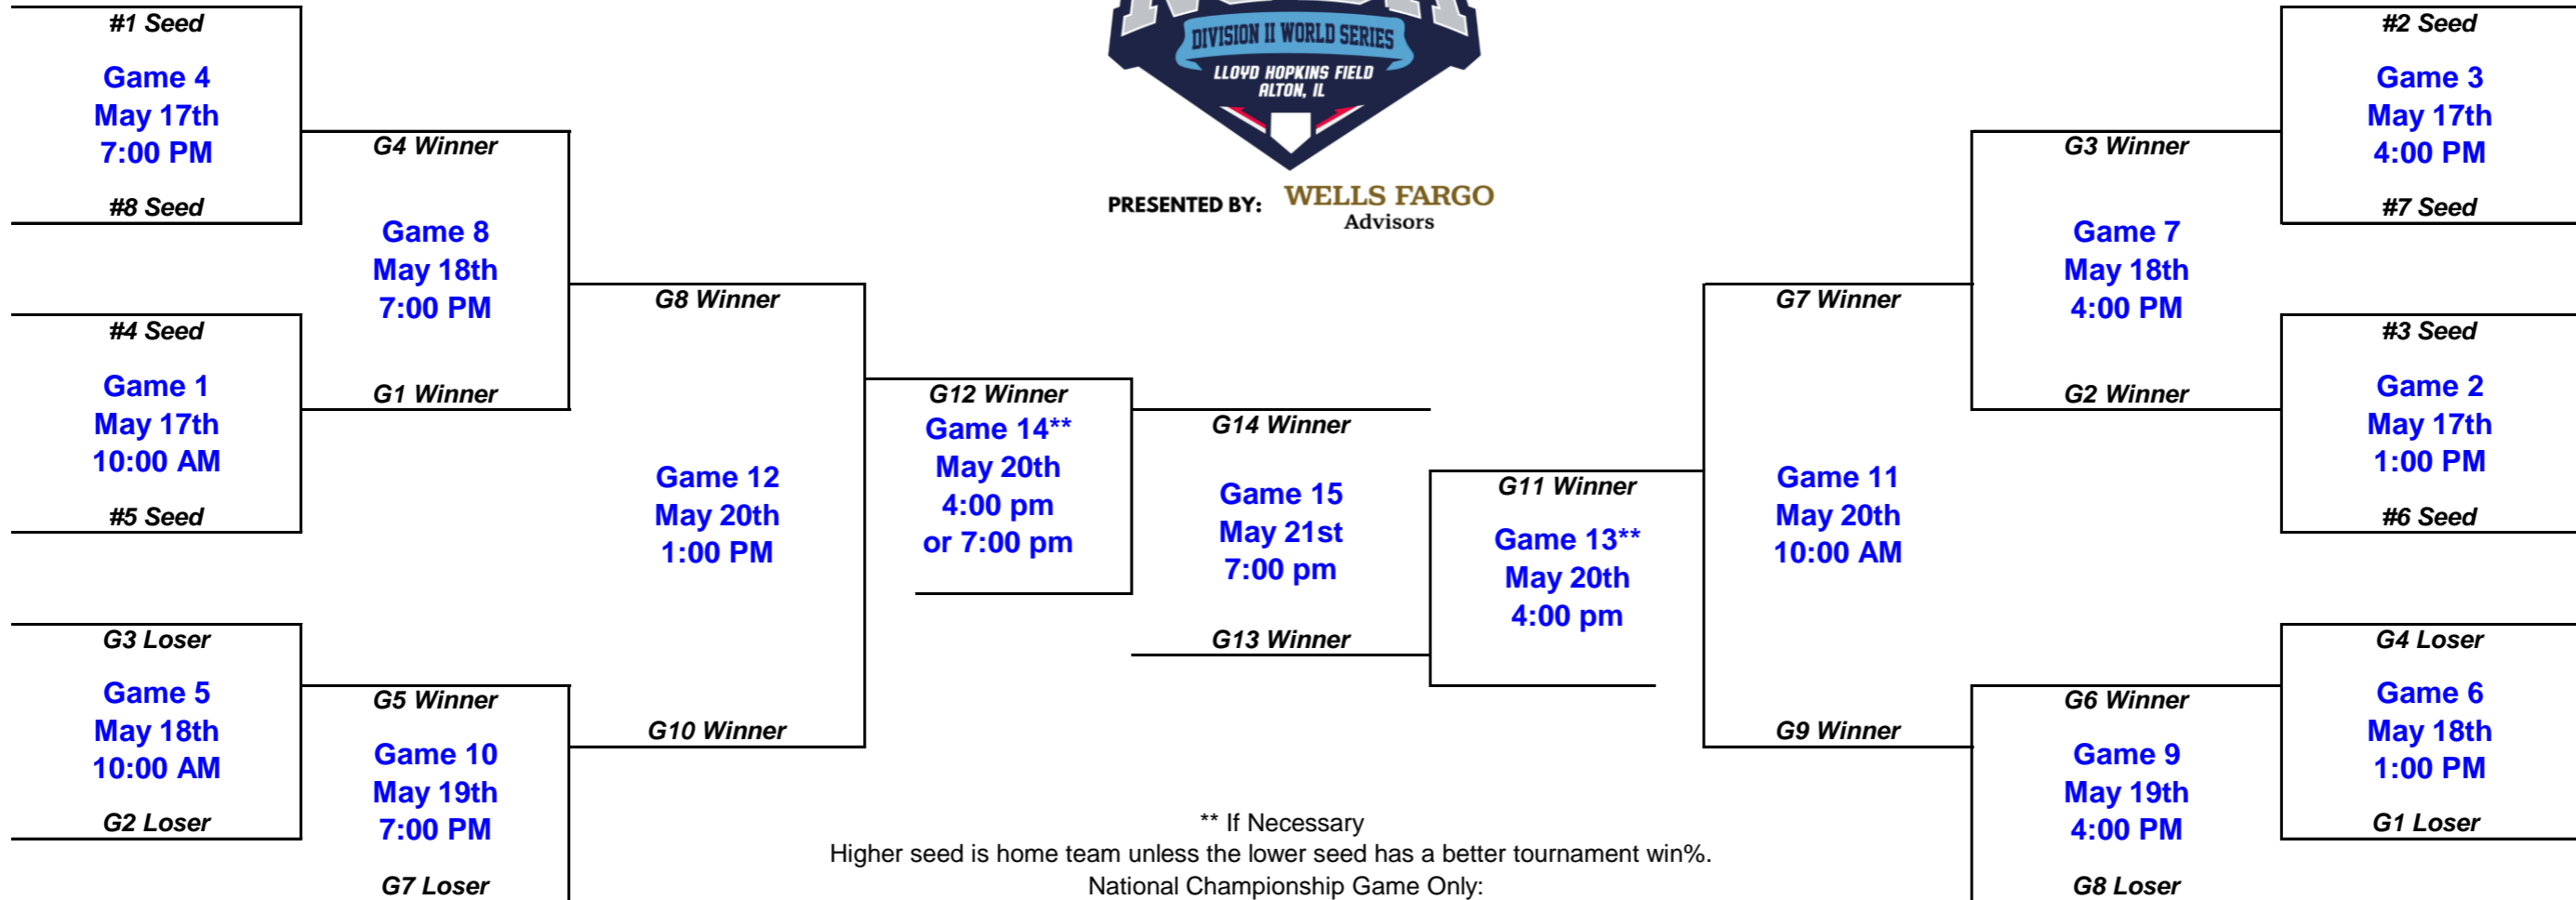 #1 Seed
Game 4
May 17th
7:00 PM
#8 Seed
#4 Seed
Game 1
May 17th
10:00 AM
#5 Seed
G3 Loser
Game 5
May 18th
10:00 AM
G2 Loser
G4 Winner
Game 8
May 18th
7:00 PM
G1 Winner
G5 Winner
Game 10
May 19th
7:00 PM
G7 Loser
G8 Winner
Game 12
May 20th
1:00 PM
G10 Winner
G12 Winner
Game 14**
May 20th
4:00 pm
or 7:00 pm
DIVISION II WORLD SERIES
LLOYD HOPKINS FIELD
ALTON, IL
PRESENTED BY: WELLS FARGO
Advisors
G14 Winner
Game 15
May 21st
7:00 pm
G13 Winner
G11 Winner
Game 13**
May 20th
4:00 pm
** If Necessary
Higher seed is home team unless the lower seed has a better tournament win%.
National Championship Game Only:
G7 Winner
Game 11
May 20th
10:00 AM
G9 Winner
G3 Winner
Game 7
May 18th
4:00 PM
G2 Winner
G6 Winner
Game 9
May 19th
4:00 PM
G8 Loser
#2 Seed
Game 3
May 17th
4:00 PM
#7 Seed
#3 Seed
Game 2
May 17th
1:00 PM
#6 Seed
G4 Loser
Game 6
May 18th
1:00 PM
G1 Loser